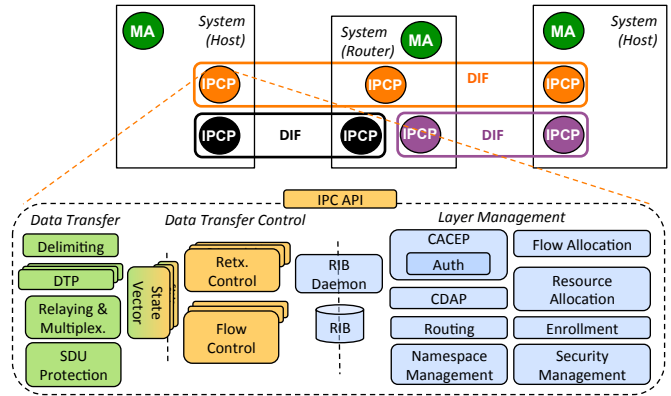 System
(Host)
MA
System
(Router)
MA
MA
System
(Host)
IPCP
IPCP
DIF
IPCP
IPCP
DIF
IPCP
IPCP
DIF
IPCP
IPC API
Data Transfer
Data Transfer Control
Layer Management
Delimiting
DTP
Relaying &
Multiplex.
SDU
Protection
State
Vector
Retx.
Control
Flow
Control
RIB
Daemon
RIB
CACEP
Auth
CDAP
Routing
Namespace
Management
Flow Allocation
Resource
Allocation
Enrollment
Security
Management